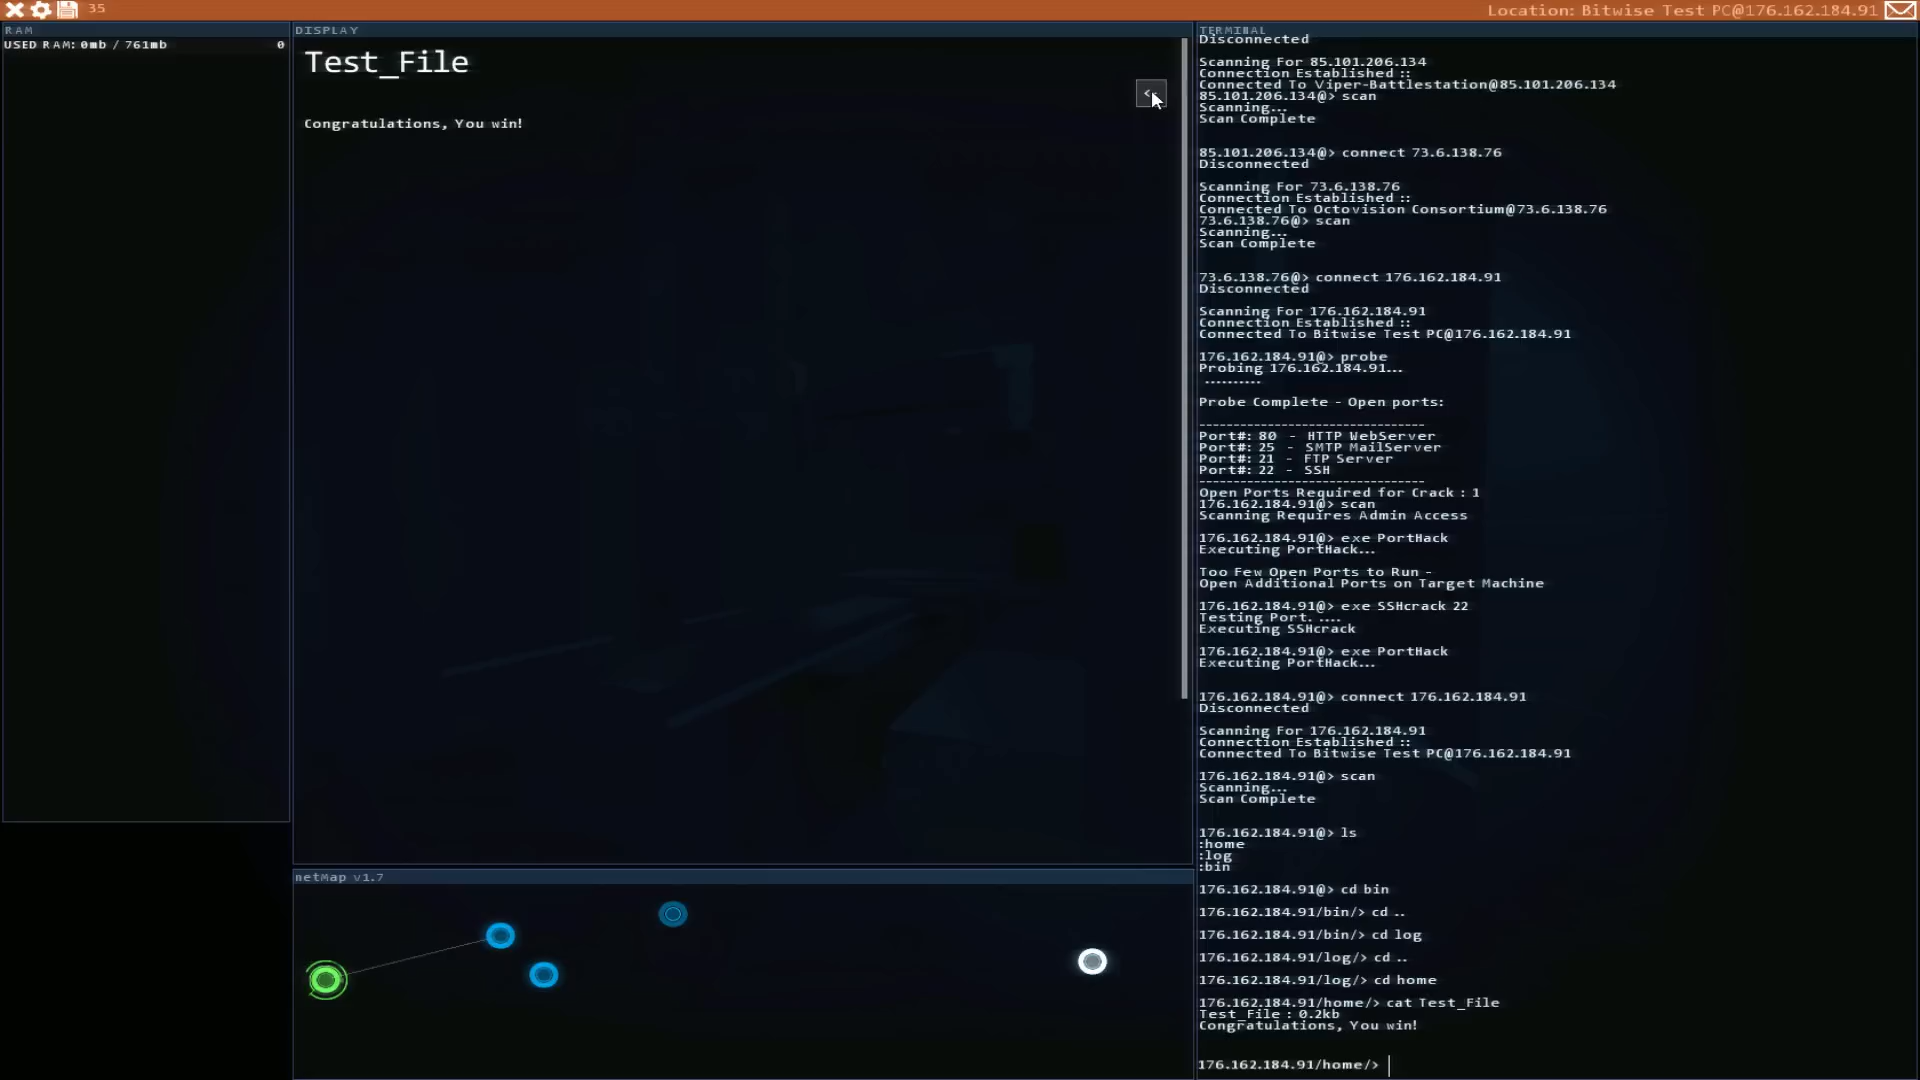 35
Location: Bitwise Test PC@176.162.184.91
RAM
USED RAM: 0mb / 761mb 0
DISPLAY
Test_File
<-
Congratulations, You win!
netMap v1.7
TERMINAL
Disconnected
Scanning For 85.101.206.134
Connection Established ::
Connected To Viper-Battlestation@85.101.206.134
85.101.206.134@> scan
Scanning...
Scan Complete
85.101.206.134@> connect 73.6.138.76
Disconnected
Scanning For 73.6.138.76
Connection Established ::
Connected To Octovision Consortium@73.6.138.76
73.6.138.76@> scan
Scanning...
Scan Complete
73.6.138.76@> connect 176.162.184.91
Disconnected
Scanning For 176.162.184.91
Connection Established ::
Connected To Bitwise Test PC@176.162.184.91
176.162.184.91@> probe
Probing 176.162.184.91...
..........
Probe Complete - Open ports:
---------------------------------
Port#: 80 - HTTP WebServer
Port#: 25 - SMTP MailServer
Port#: 21 - FTP Server
Port#: 22 - SSH
---------------------------------
Open Ports Required for Crack : 1
176.162.184.91@> scan
Scanning Requires Admin Access
176.162.184.91@> exe PortHack
Executing PortHack...
Too Few Open Ports to Run -
Open Additional Ports on Target Machine
176.162.184.91@> exe SSHcrack 22
Testing Port. ....
Executing SSHcrack
176.162.184.91@> exe PortHack
Executing PortHack...
176.162.184.91@> connect 176.162.184.91
Disconnected
Scanning For 176.162.184.91
Connection Established ::
Connected To Bitwise Test PC@176.162.184.91
176.162.184.91@> scan
Scanning...
Scan Complete
176.162.184.91@> ls
:home
:log
:bin
176.162.184.91@> cd bin
176.162.184.91/bin/> cd ..
176.162.184.91/bin/> cd log
176.162.184.91/log/> cd ..
176.162.184.91/log/> cd home
176.162.184.91/home/> cat Test_File
Test_File : 0.2kb
Congratulations, You win!
176.162.184.91/home/>